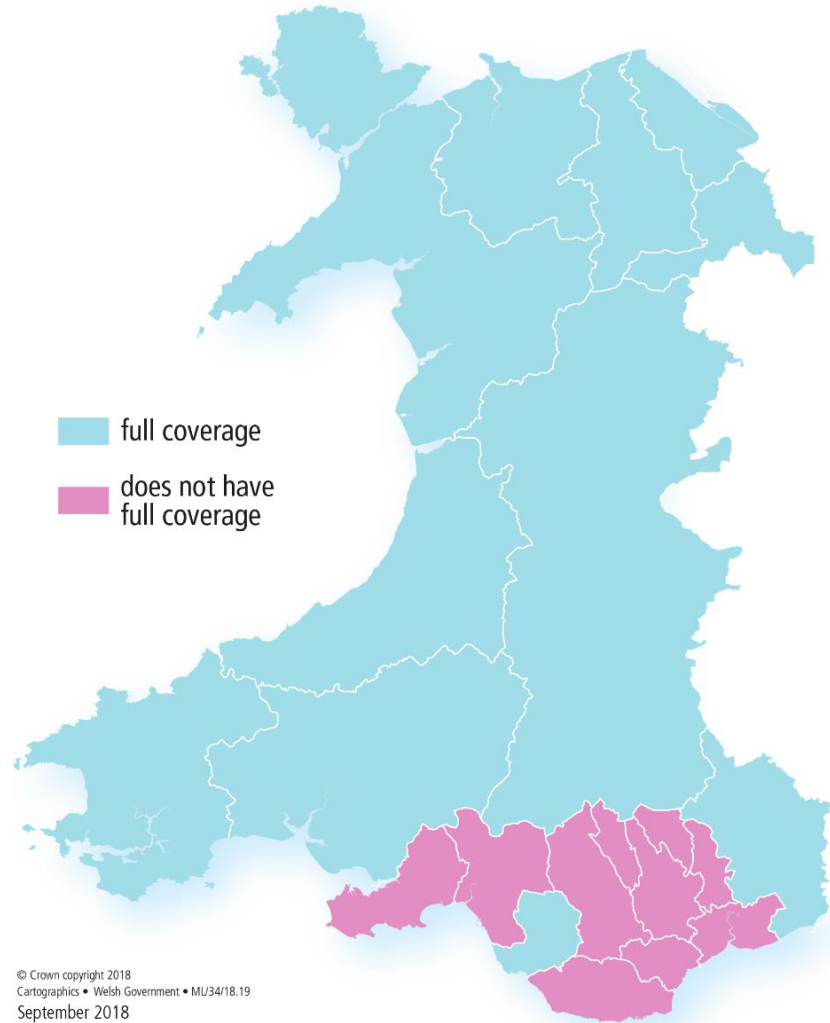 full coverage
does not have
full coverage
© Crown copyright 2018
Cartographics • Welsh Government • ML/34/18.19
September 2018